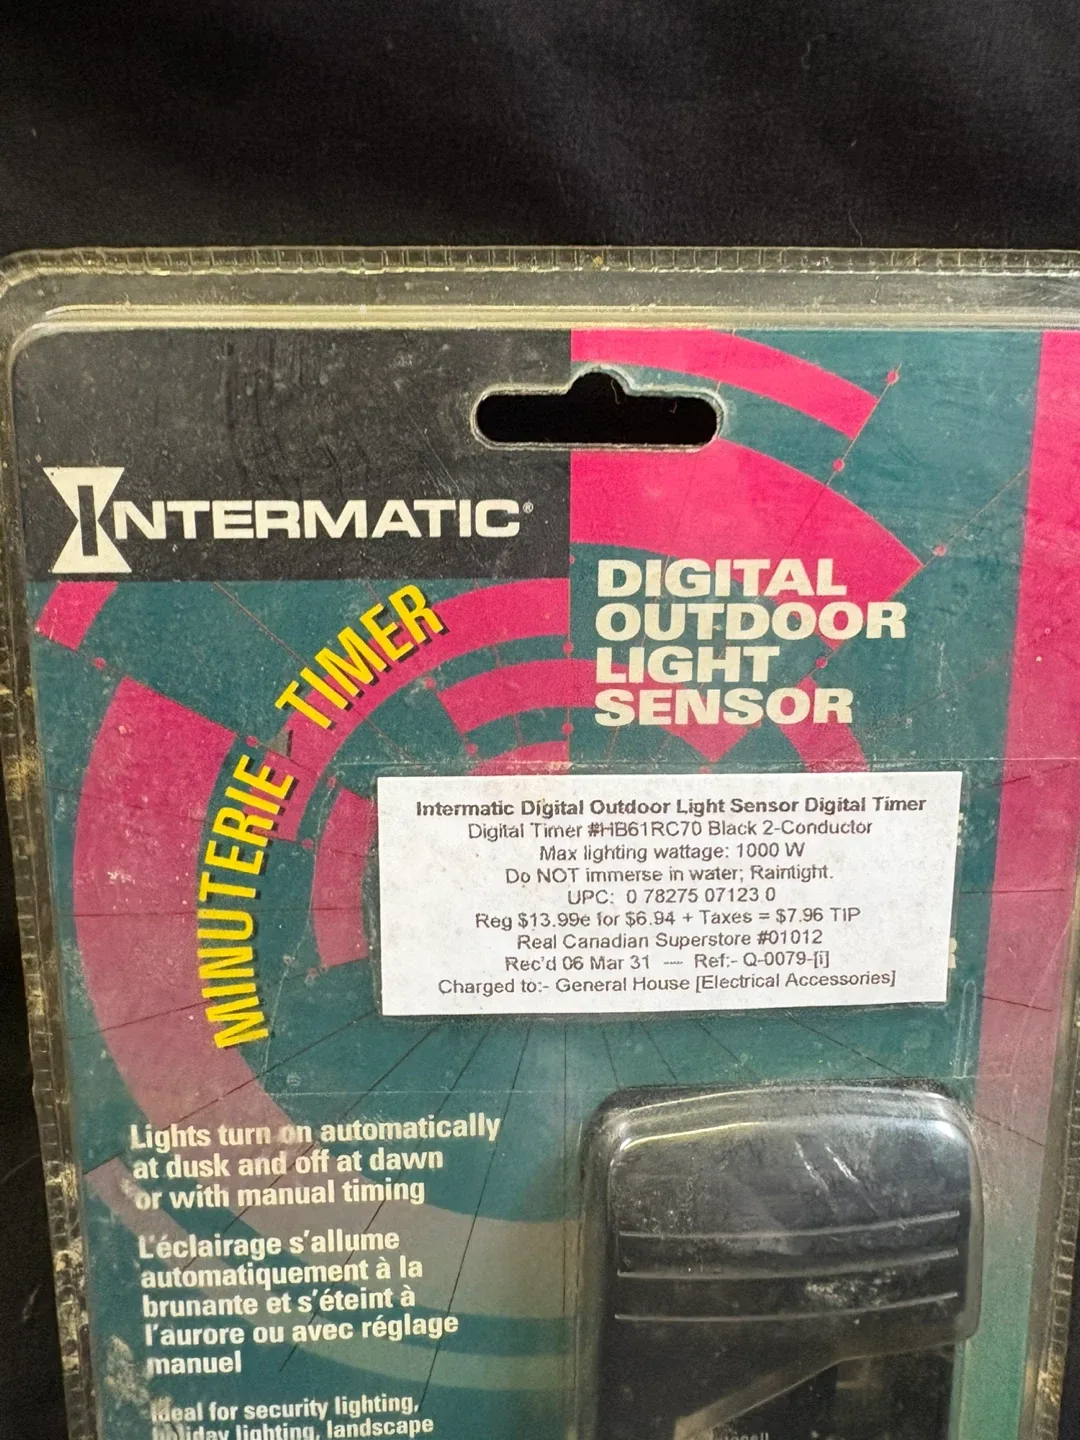 INTERMATIC®
MINUTERIE - TIMER
DIGITAL
OUTDOOR
LIGHT
SENSOR
Intermatic Digital Outdoor Light Sensor Digital Timer
Digital Timer #HB61RC70 Black 2-Conductor
Max lighting wattage: 1000 W
Do NOT immerse in water; Raintight.
UPC: 0 78275 07123 0
Reg $13.99e for $6.94 + Taxes = $7.96 TIP
Real Canadian Superstore #01012
Rec'd 06 Mar 31 ---- Ref:- Q-0079-[i]
Charged to:- General House [Electrical Accessories]
Lights turn on automatically
at dusk and off at dawn
or with manual timing
L'éclairage s'allume
automatiquement à la
brunante et s'éteint à
l'aurore ou avec réglage
manuel
Ideal for security lighting,
holiday lighting, landscape